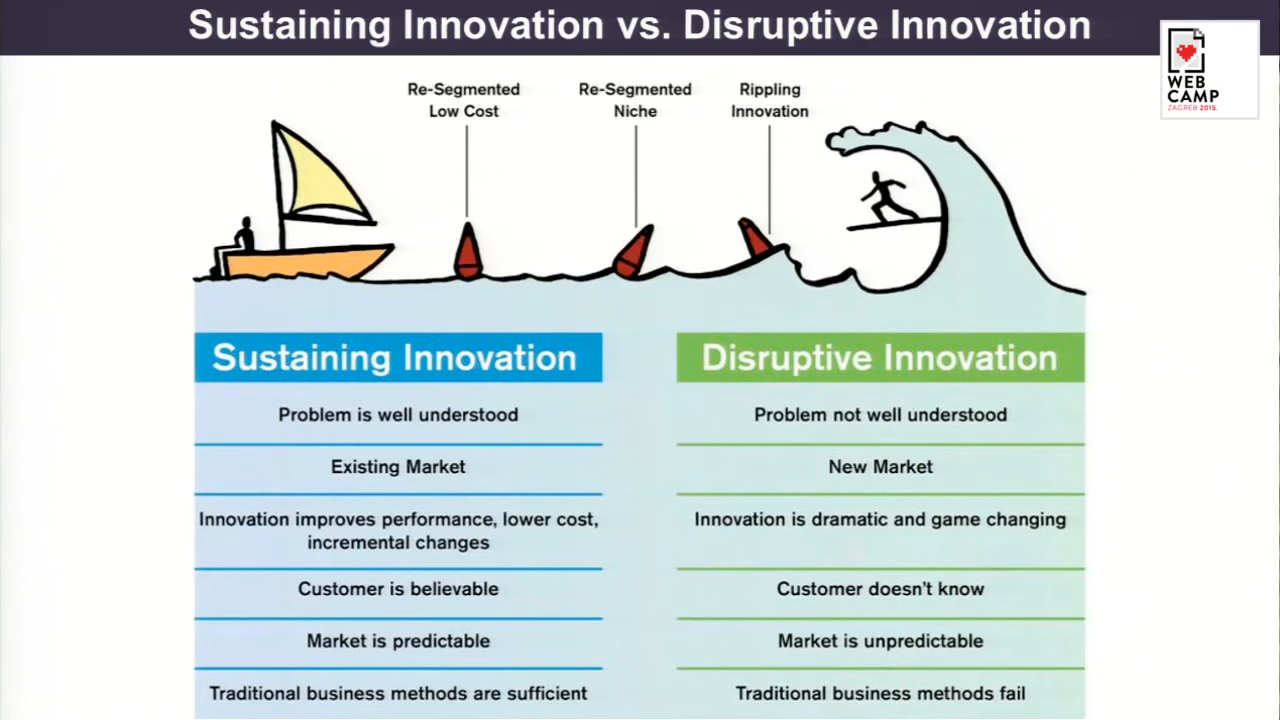 Sustaining Innovation vs. Disruptive Innovation
WEB
CAMP
ZAGREB 2015.
Re-Segmented
Low Cost
Re-Segmented
Niche
Rippling
Innovation
Sustaining Innovation
Disruptive Innovation
Problem is well understood
Problem not well understood
Existing Market
New Market
Innovation improves performance, lower cost,
incremental changes
Innovation is dramatic and game changing
Customer is believable
Customer doesn't know
Market is predictable
Market is unpredictable
Traditional business methods are sufficient
Traditional business methods fail